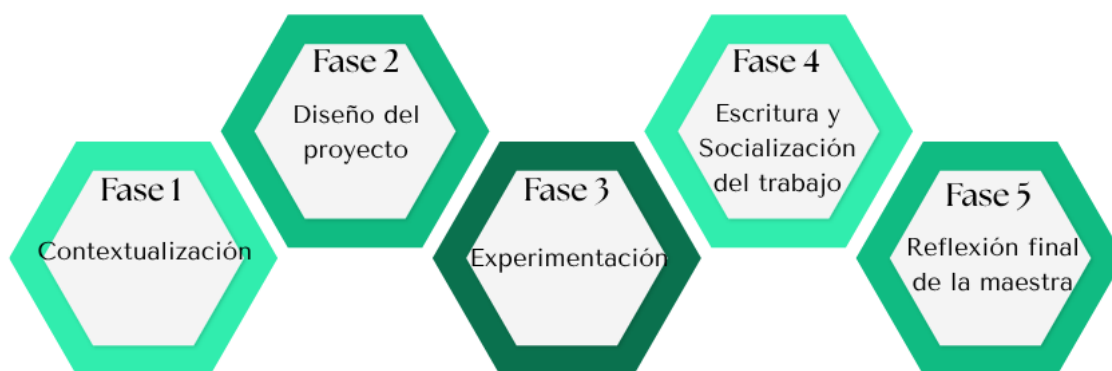 Fase 1
Contextualización
Fase 2
Diseño del
proyecto
Fase 3
Experimentación
Fase 4
Escritura y
Socialización
del trabajo
Fase 5
Reflexión final
de la maestra